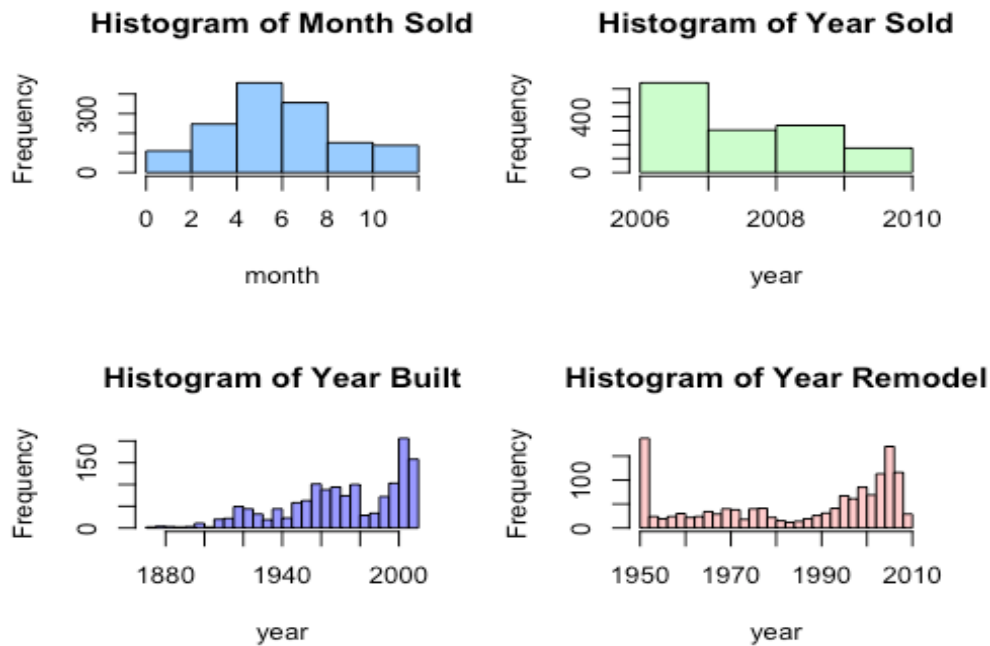 Histogram of Month Sold
Frequency
0 300
0 2 4 6 8 10
month
Histogram of Year Sold
Frequency
0 400
2006 2008 2010
year
Histogram of Year Built
Frequency
0 150
1880 1940 2000
year
Histogram of Year Remodel
Frequency
0 100
1950 1970 1990 2010
year